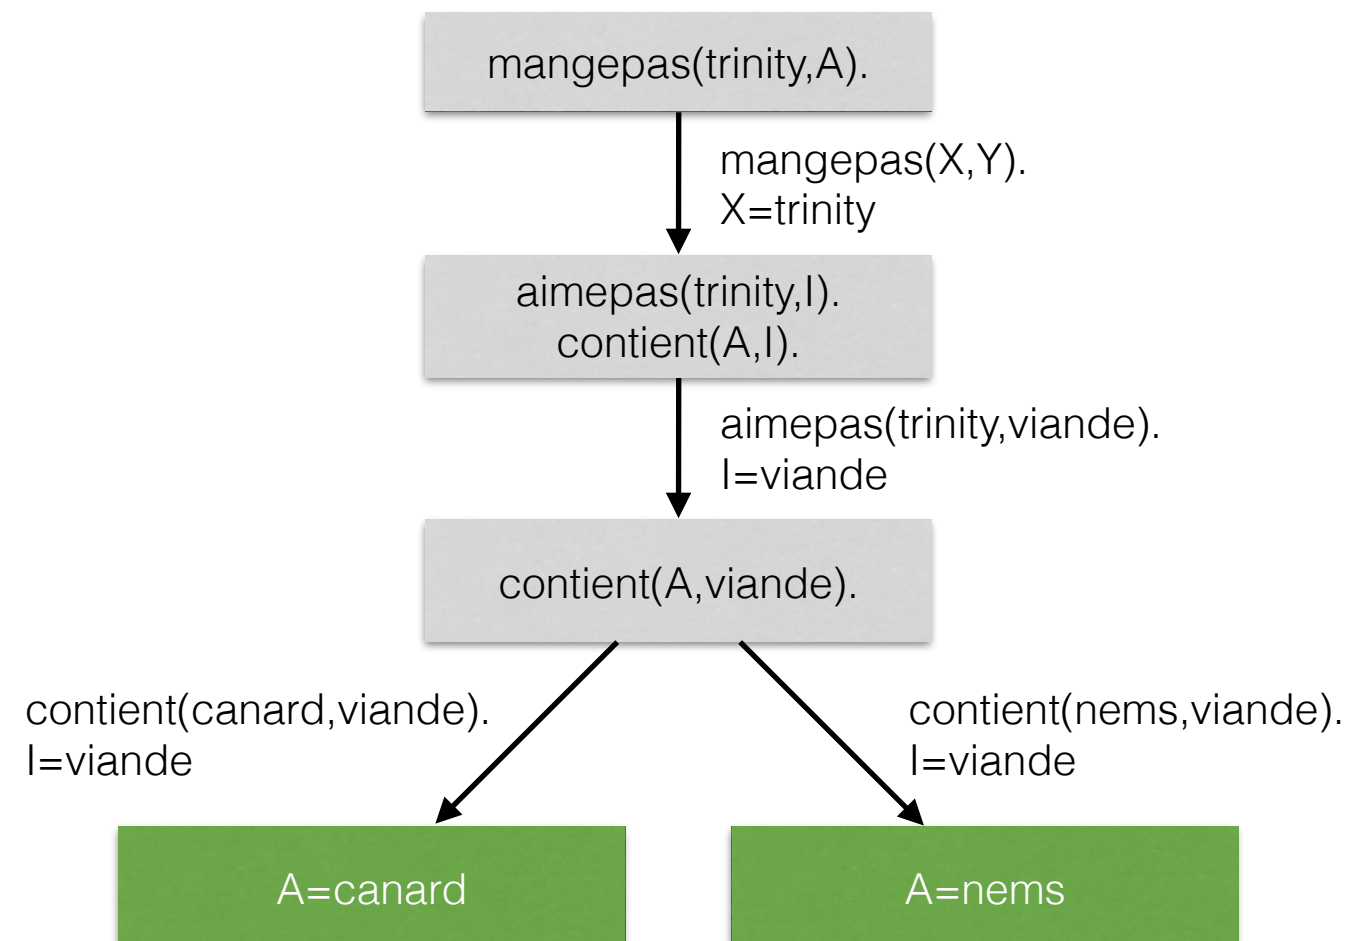 mangepas(trinity,A).
mangepas(X,Y).
X=trinity
aimepas(trinity,I).
contient(A,I).
aimepas(trinity,viande).
I=viande
contient(A,viande).
contient(canard,viande).
I=viande
contient(nems,viande).
I=viande
A=canard
A=nems